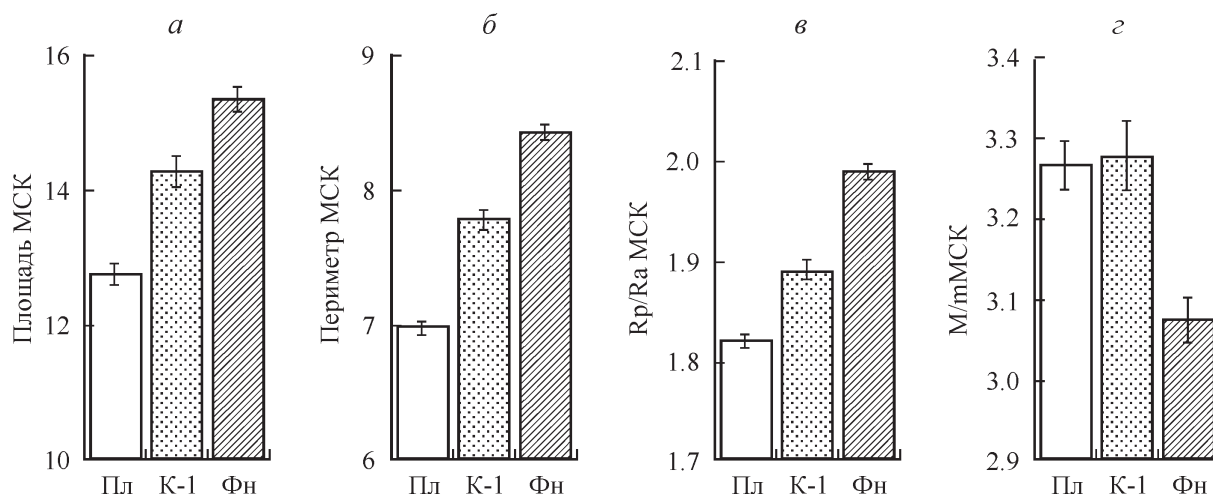 а
Площадь МСК
16
14
12
10
Пл К-1 Фн
б
Периметр МСК
9
8
7
6
Пл К-1 Фн
в
Rp/Ra МСК
2.1
2.0
1.9
1.8
1.7
Пл К-1 Фн
г
M/mМСК
3.4
3.3
3.2
3.1
3.0
2.9
Пл К-1 Фн